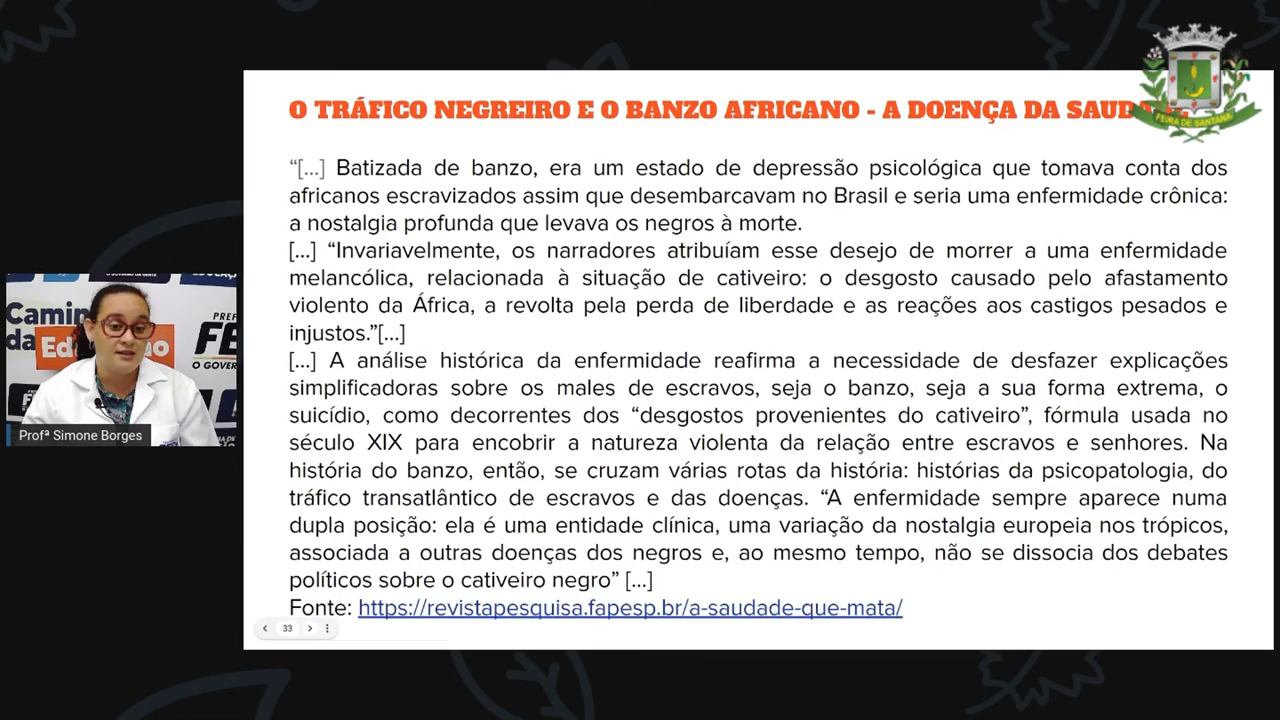 FEIRA DE SANTANA
O TRÁFICO NEGREIRO E O BANZO AFRICANO - A DOENÇA DA
“[...] Batizada de banzo, era um estado de depressão psicológica que tomava conta dos
africanos escravizados assim que desembarcavam no Brasil e seria uma enfermidade crônica:
a nostalgia profunda que levava os negros à morte.
[...] “Invariavelmente, os narradores atribuíam esse desejo de morrer a uma enfermidade
melancólica, relacionada à situação de cativeiro: o desgosto causado pelo afastamento
violento da África, a revolta pela perda de liberdade e as reações aos castigos pesados e
injustos.”[...]
[...] A análise histórica da enfermidade reafirma a necessidade de desfazer explicações
simplificadoras sobre os males de escravos, seja o banzo, seja a sua forma extrema, o
suicídio, como decorrentes dos “desgostos provenientes do cativeiro”, fórmula usada no
século XIX para encobrir a natureza violenta da relação entre escravos e senhores. Na
história do banzo, então, se cruzam várias rotas da história: histórias da psicopatologia, do
tráfico transatlântico de escravos e das doenças. “A enfermidade sempre aparece numa
dupla posição: ela é uma entidade clínica, uma variação da nostalgia europeia nos trópicos,
associada a outras doenças dos negros e, ao mesmo tempo, não se dissocia dos debates
políticos sobre o cativeiro negro” [...]
Fonte: https://revistapesquisa.fapesp.br/a-saudade-que-mata/
33
Profª Simone Borges